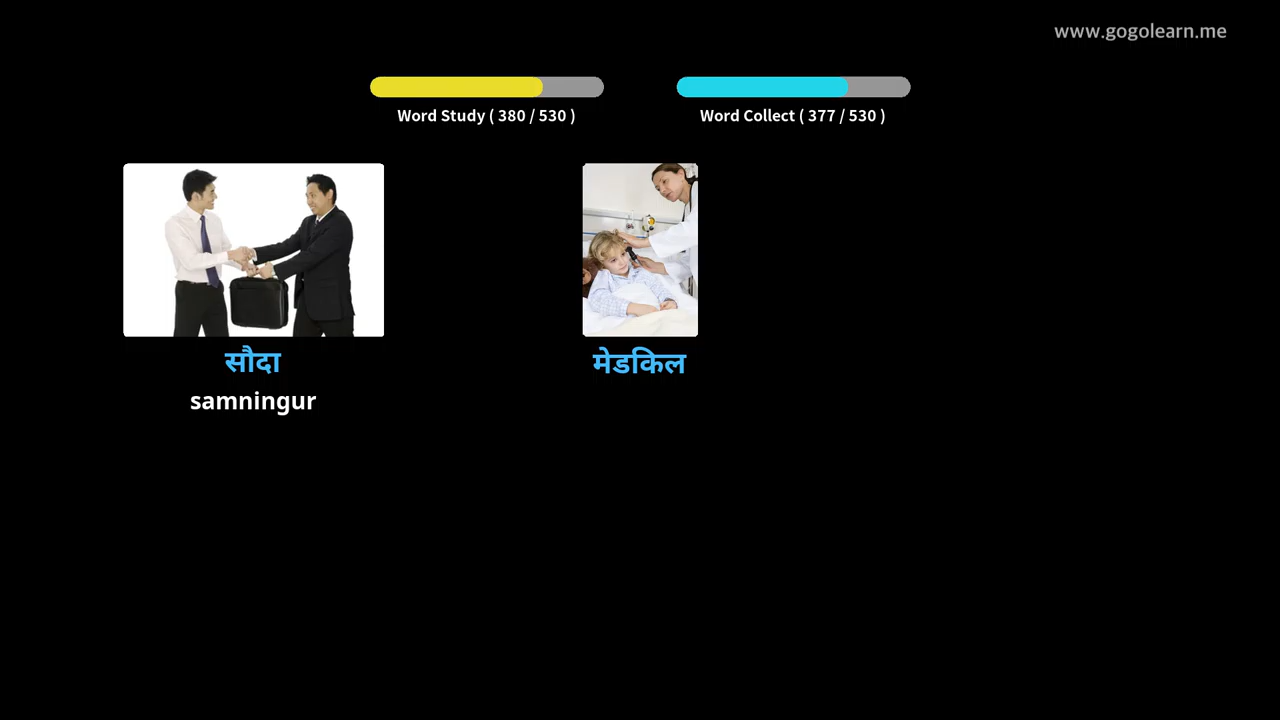 www.gogolearn.me
Word Study ( 380 / 530 )
Word Collect ( 377 / 530 )
सौदा
samningur
मेडकिल